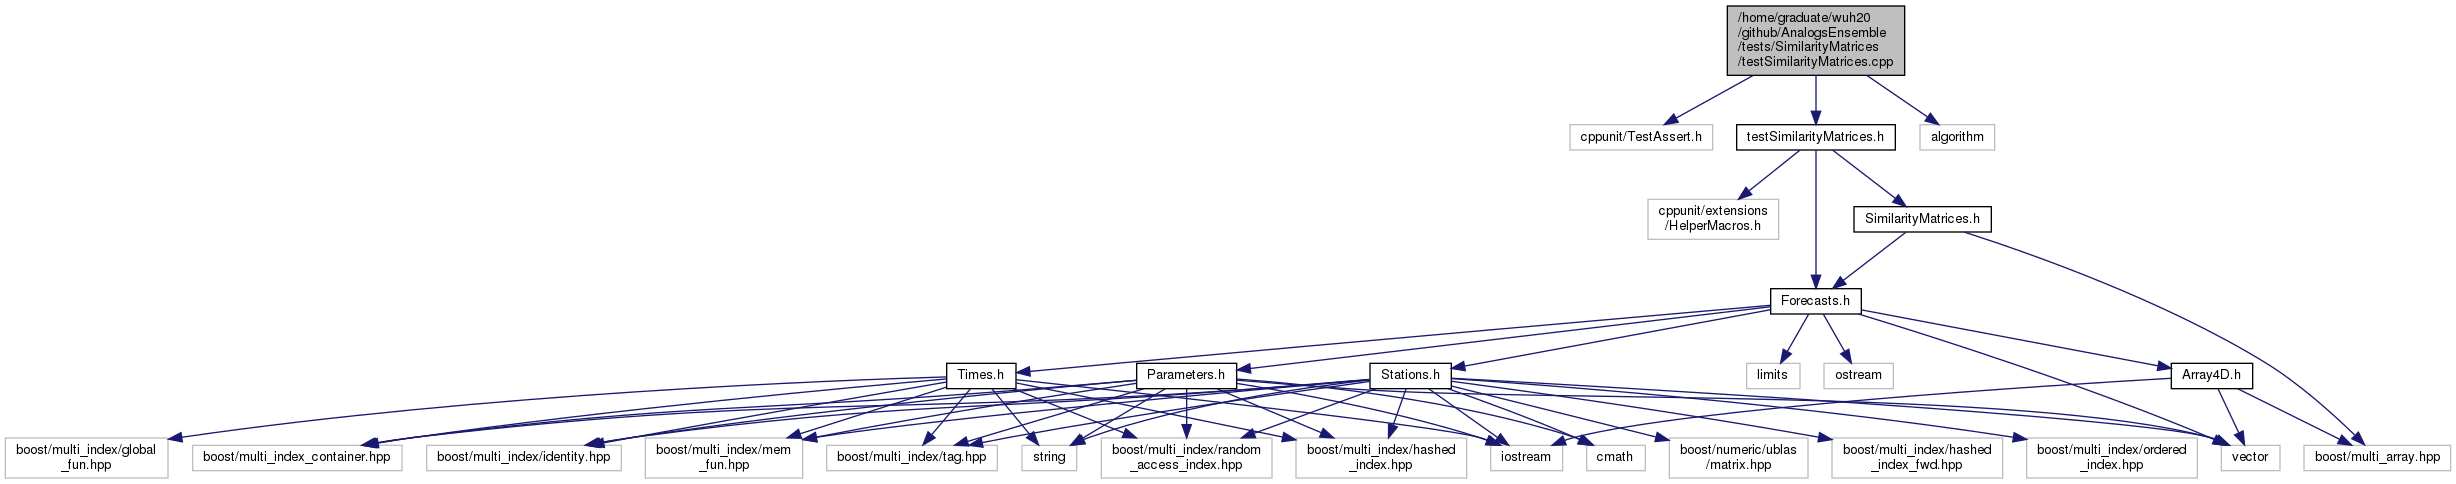 /home/graduate/wuh20
/github/AnalogsEnsemble
/tests/SimilarityMatrices
/testSimilarityMatrices.cpp
cppunit/TestAssert.h
testSimilarityMatrices.h
algorithm
cppunit/extensions
/HelperMacros.h
SimilarityMatrices.h
Forecasts.h
Times.h
Parameters.h
Stations.h
limits
ostream
Array4D.h
boost/multi_index/global
_fun.hpp
boost/multi_index_container.hpp
boost/multi_index/identity.hpp
boost/multi_index/mem
_fun.hpp
boost/multi_index/tag.hpp
string
boost/multi_index/random
_access_index.hpp
boost/multi_index/hashed
_index.hpp
iostream
cmath
boost/numeric/ublas
/matrix.hpp
boost/multi_index/hashed
_index_fwd.hpp
boost/multi_index/ordered
_index.hpp
vector
boost/multi_array.hpp